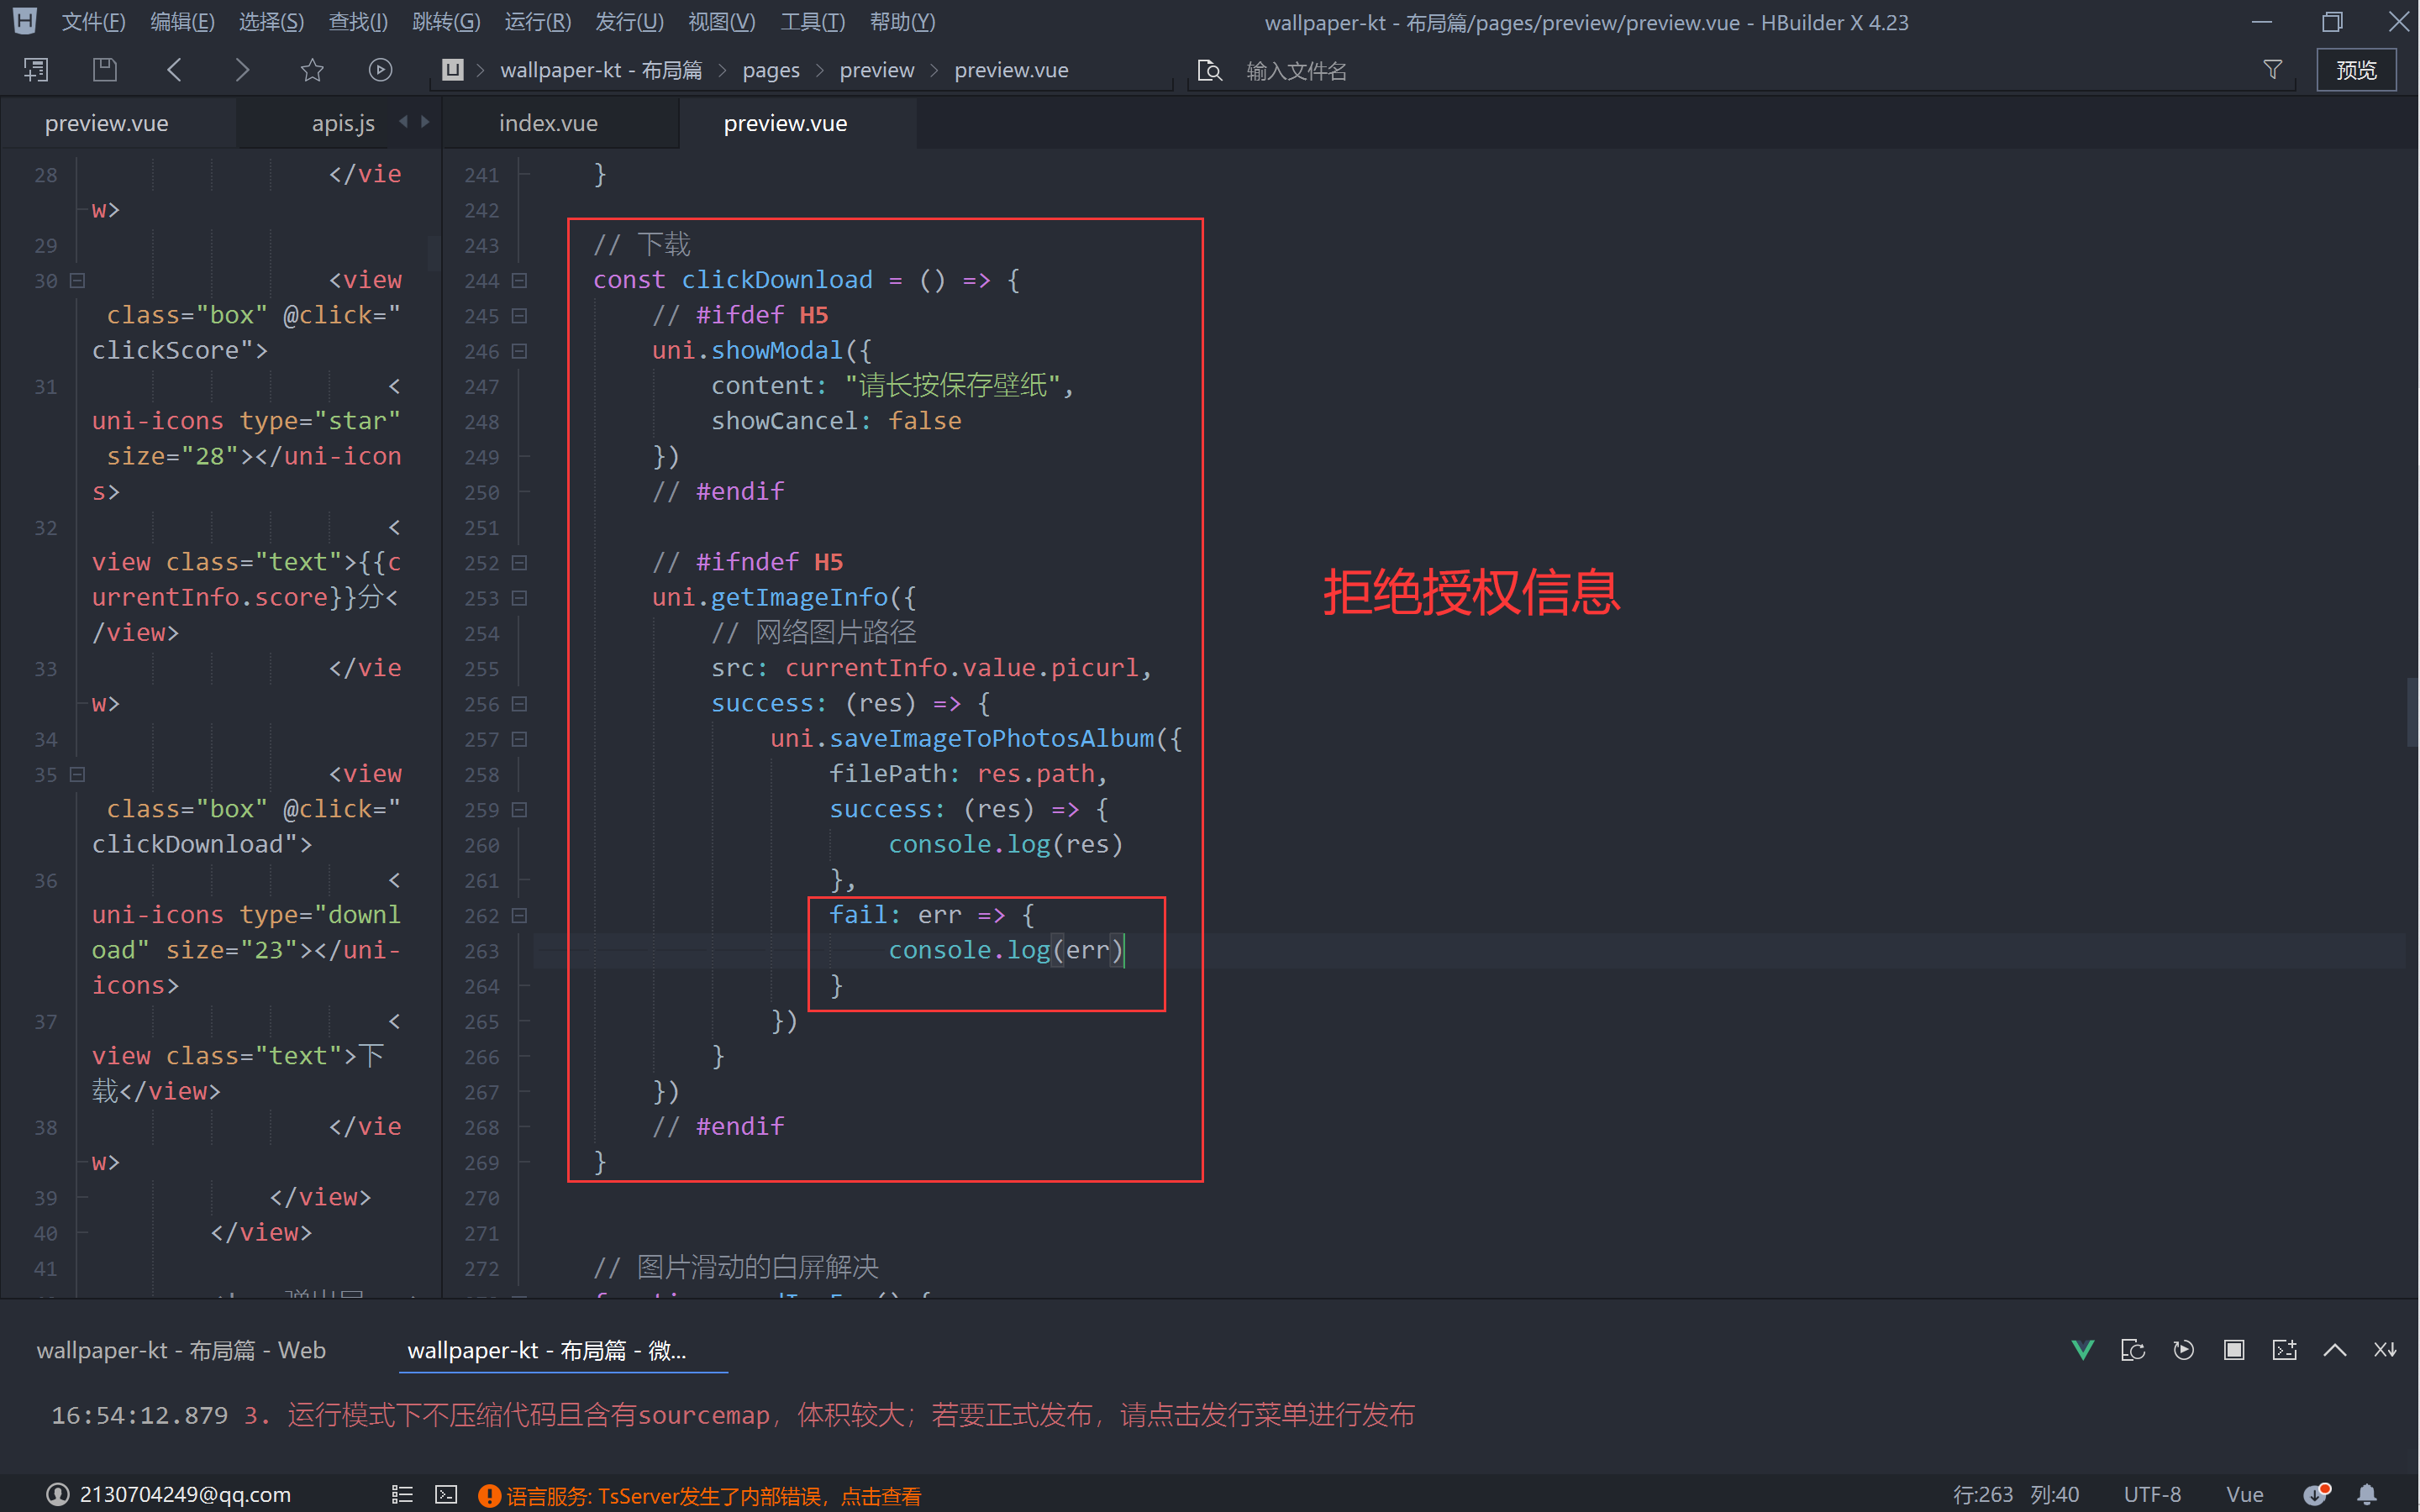 文件(F) 编辑(E) 选择(S) 查找(I) 跳转(G) 运行(R) 发行(U) 视图(V) 工具(T) 帮助(Y) wallpaper-kt - 布局篇/pages/preview/preview.vue - HBuilder X 4.23
wallpaper-kt - 布局篇 pages preview preview.vue 输入文件名 预览
preview.vue apis.js index.vue preview.vue
28 </vie
w>
29
30 <view
class="box" @click="
clickScore">
31 <
uni-icons type="star"
size="28"></uni-icon
s>
32 <
view class="text">{{c
urrentInfo.score}}分<
/view>
33 </vie
w>
34
35 <view
class="box" @click="
clickDownload">
36 <
uni-icons type="downl
oad" size="23"></uni-
icons>
37 <
view class="text">下
载</view>
38 </vie
w>
39 </view>
40 </view>
41
241 }
242
243 // 下载
244 const clickDownload = () => {
245 // #ifdef H5
246 uni.showModal({
247 content: "请长按保存壁纸",
248 showCancel: false
249 })
250 // #endif
251
252 // #ifndef H5
253 uni.getImageInfo({
254 // 网络图片路径
255 src: currentInfo.value.picurl,
256 success: (res) => {
257 uni.saveImageToPhotosAlbum({
258 filePath: res.path,
259 success: (res) => {
260 console.log(res)
261 },
262 fail: err => {
263 console.log(err)
264 }
265 })
266 }
267 })
268 // #endif
269 }
270
271
272 // 图片滑动的白屏解决
拒绝授权信息
wallpaper-kt - 布局篇 - Web wallpaper-kt - 布局篇 - 微...
16:54:12.879 3. 运行模式下不压缩代码且含有sourcemap，体积较大；若要正式发布，请点击发行菜单进行发布
2130704249@qq.com 语言服务: TsServer发生了内部错误，点击查看 行:263 列:40 UTF-8 Vue